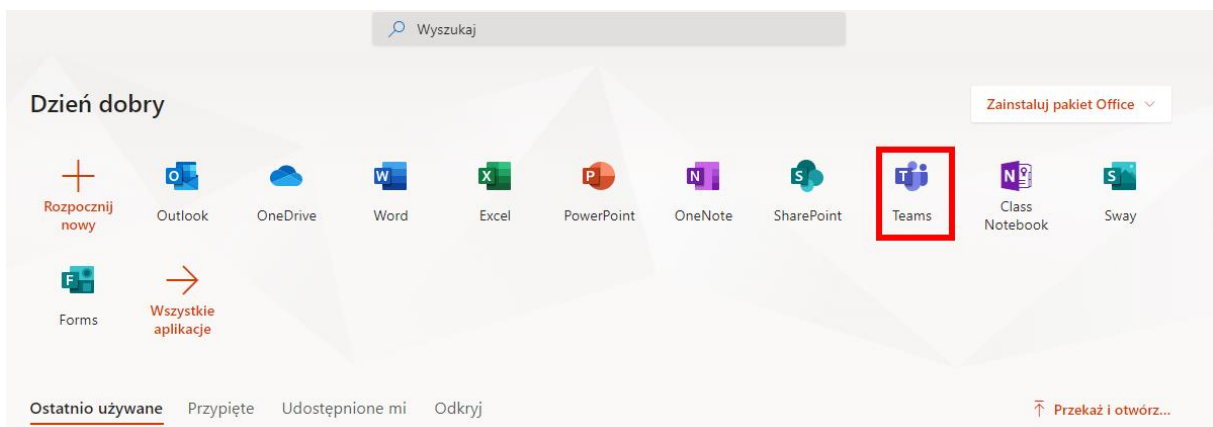 Wyszukaj
Dzień dobry
Zainstaluj pakiet Office
Rozpocznij
nowy
Outlook
OneDrive
Word
Excel
PowerPoint
OneNote
SharePoint
Teams
Class
Notebook
Sway
Forms
Wszystkie
aplikacje
Ostatnio używane
Przypięte
Udostępnione mi
Odkryj
Przekaż i otwórz...